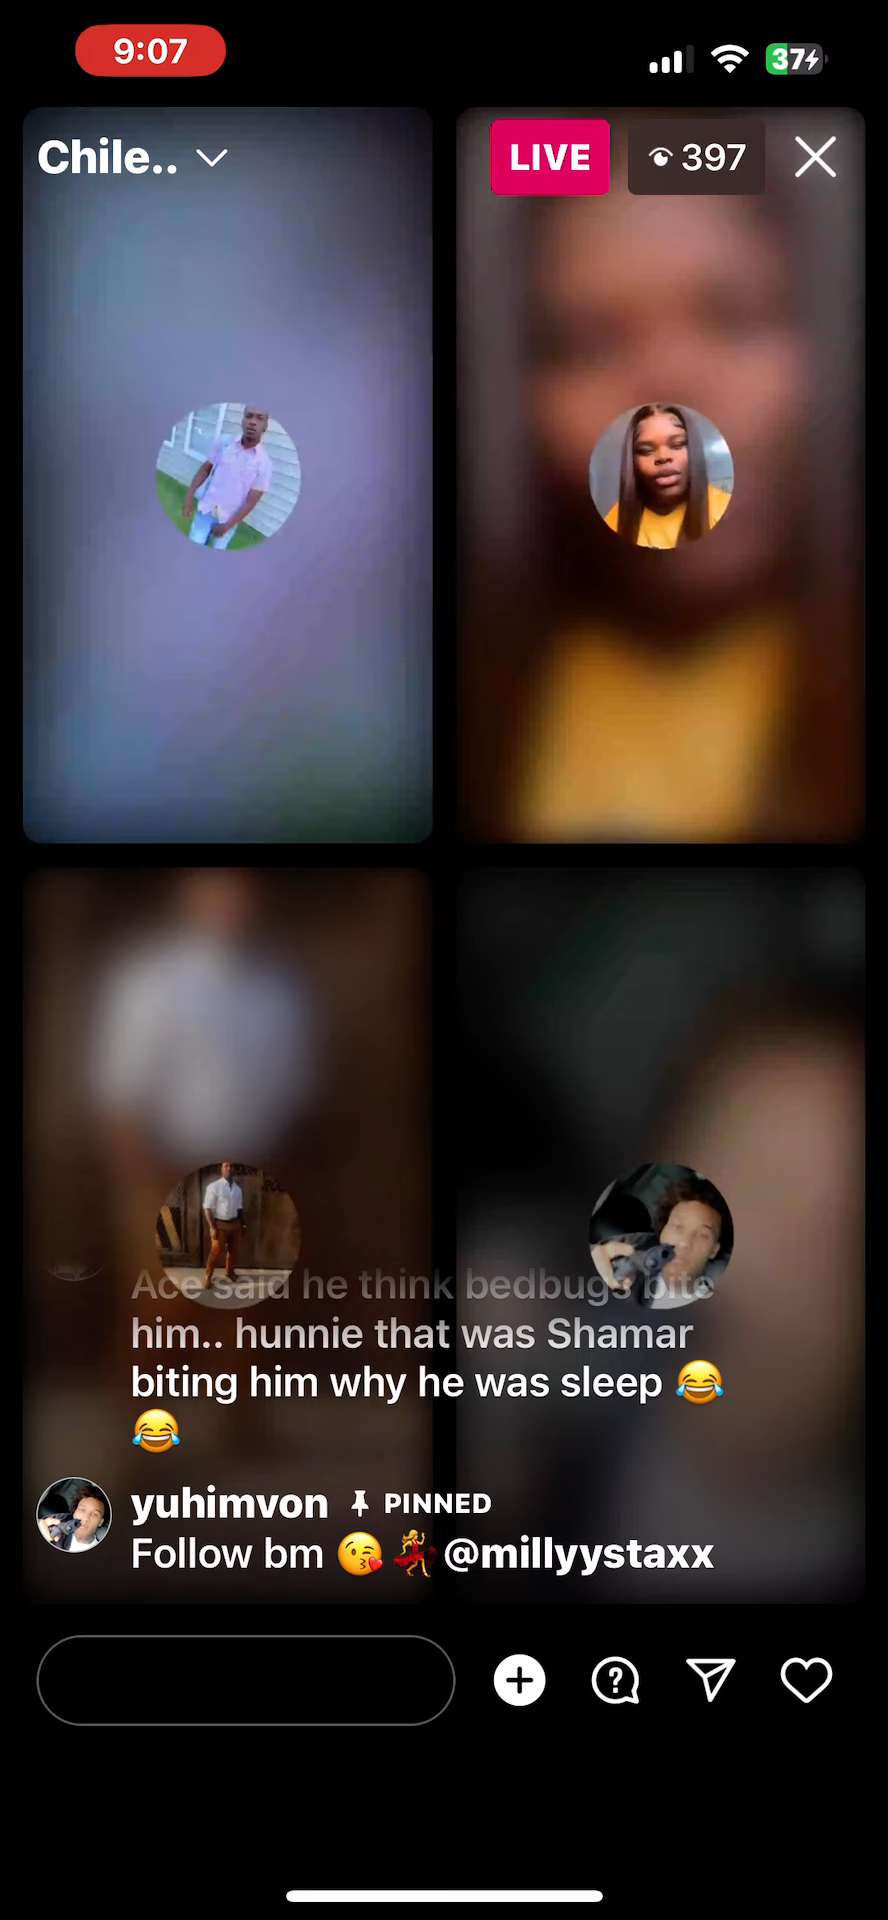 9:07
37
Chile..
LIVE
397
Ace said he think bedbugs bite
him.. hunnie that was Shamar
biting him why he was sleep 😂
😂
yuhimvon PINNED
Follow bm 😘💃@millyystaxx